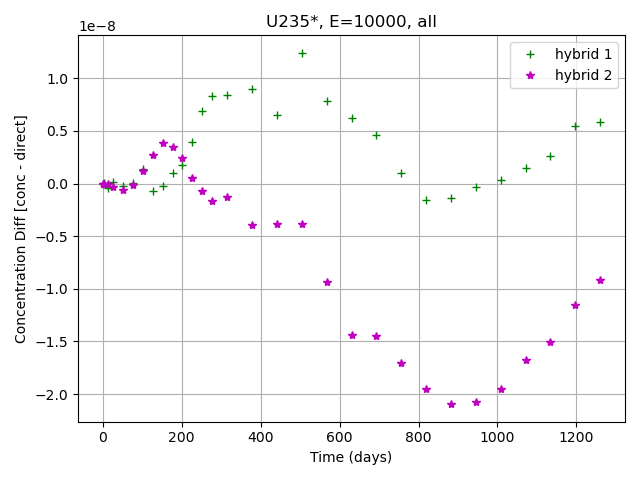 U235*, E=10000, all
1e−8
hybrid 1
hybrid 2
1.0
0.5
0.0
−0.5
−1.0
−1.5
−2.0
Concentration Diff [conc - direct]
0 200 400 600 800 1000 1200
Time (days)